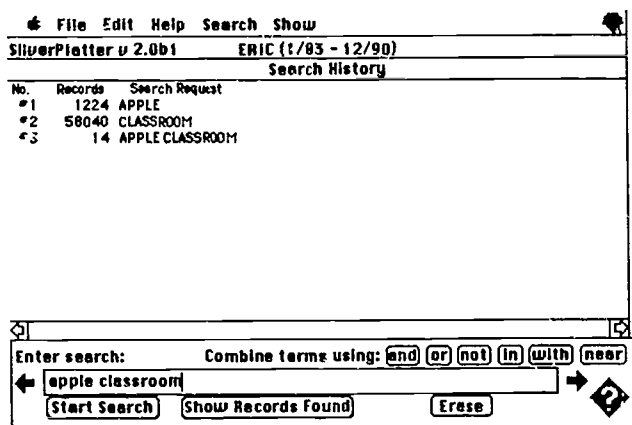 File Edit Help Search Show
SilverPlatter v 2.0b1 ERIC (1/83 - 12/90)
Search History
No. Records Search Request
#1 1224 APPLE
#2 58040 CLASSROOM
#3 14 APPLE CLASSROOM
Enter search: Combine terms using: and or not in with near
apple classroom
Start Search Show Records Found Erase
?